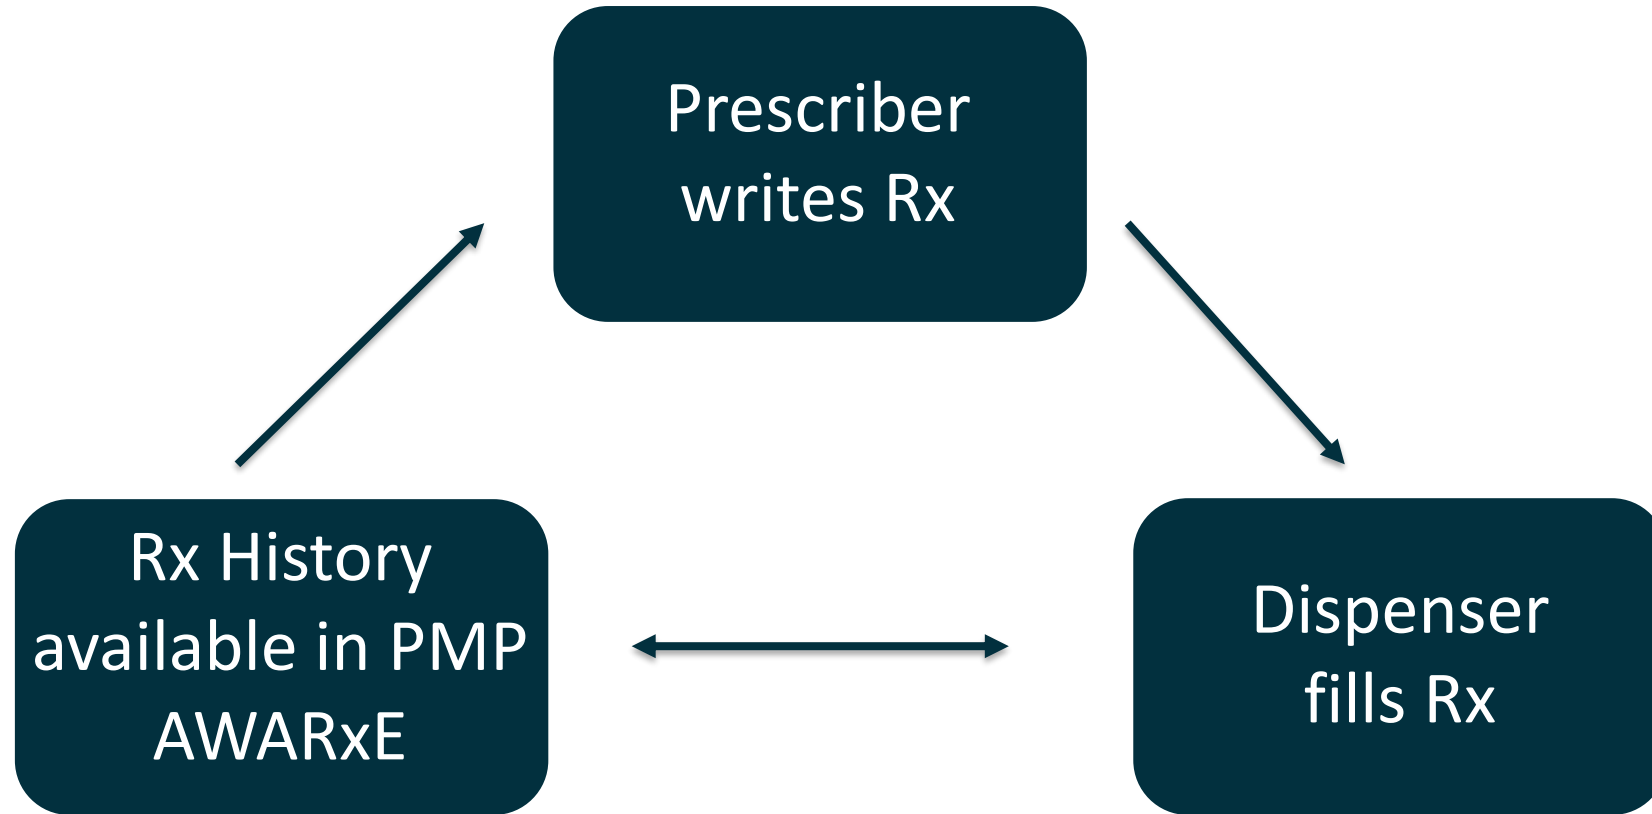 Prescriber
writes Rx
Rx History
available in PMP
AWARxE
Dispenser
fills Rx